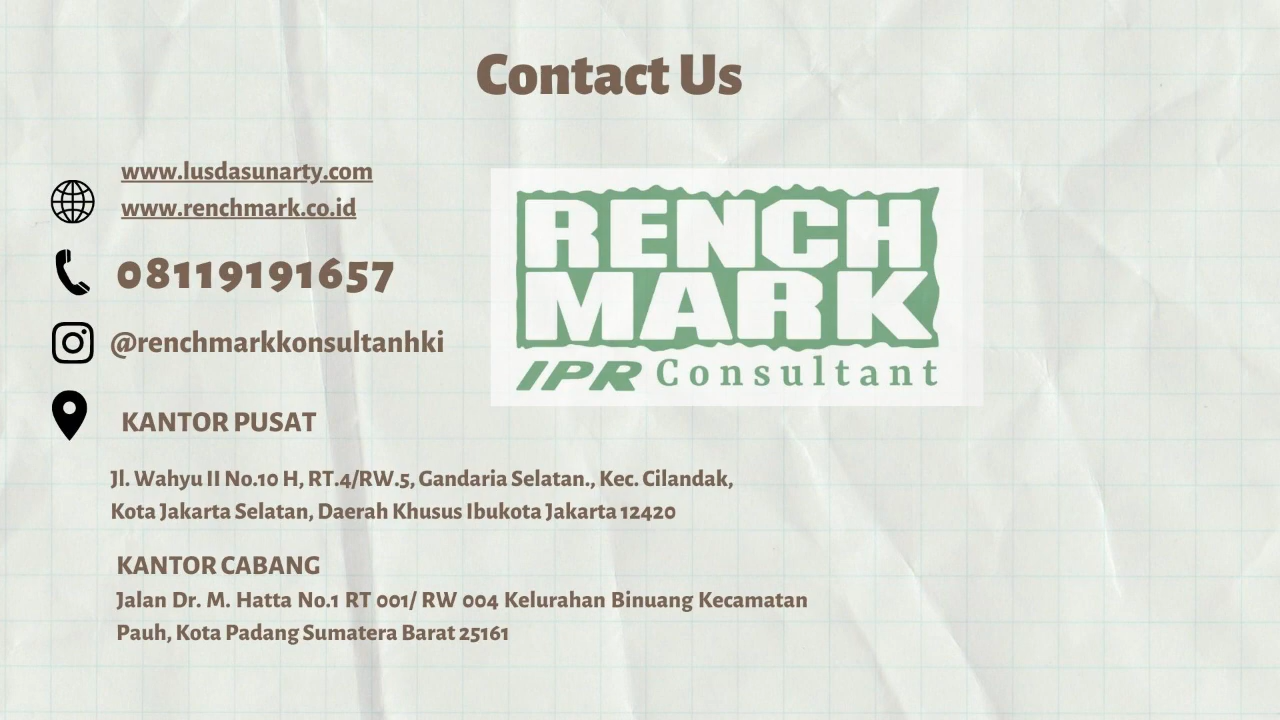 Contact Us
www.lusdasunarty.com
www.renchmark.co.id
08119191657
@renchmarkkonsultanhki
RENCH
MARK
IPR Consultant
KANTOR PUSAT
Jl. Wahyu II No.10 H, RT.4/RW.5, Gandaria Selatan., Kec. Cilandak,
Kota Jakarta Selatan, Daerah Khusus Ibukota Jakarta 12420
KANTOR CABANG
Jalan Dr. M. Hatta No.1 RT 001/ RW 004 Kelurahan Binuang Kecamatan
Pauh, Kota Padang Sumatera Barat 25161